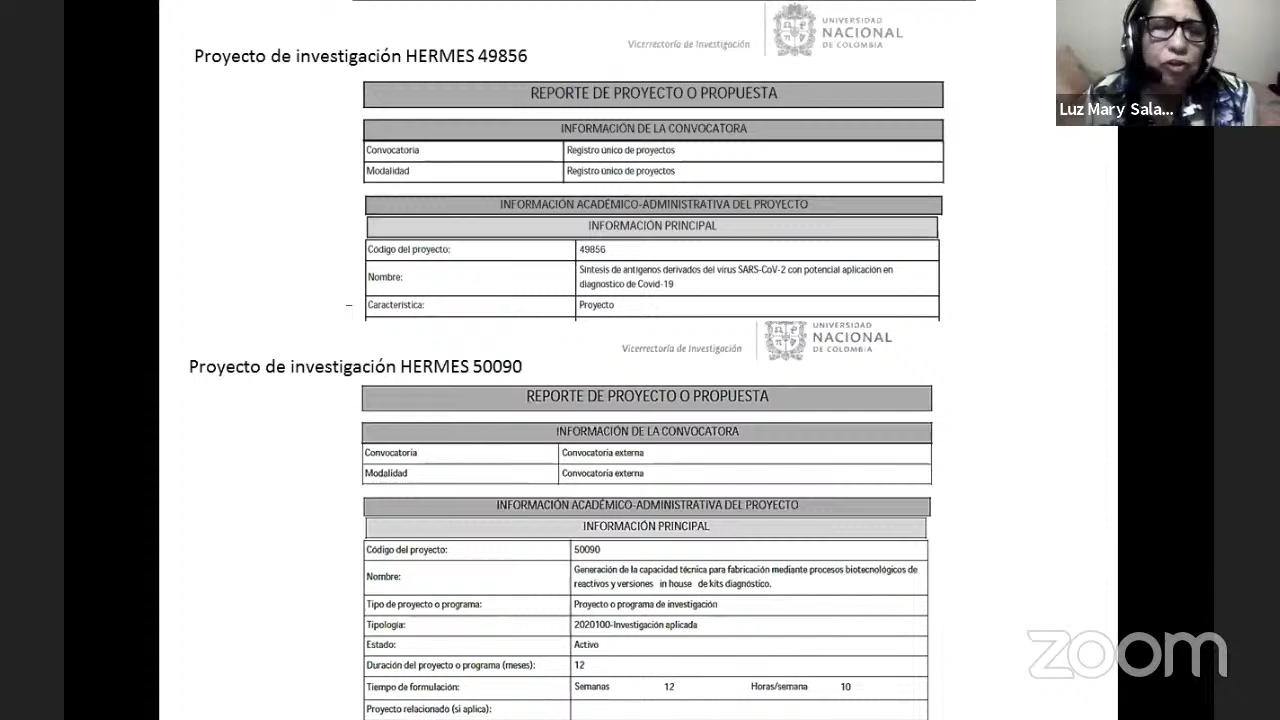 UNIVERSIDAD
NACIONAL
DE COLOMBIA
Vicerrectoría de Investigación
Proyecto de investigación HERMES 49856
Luz Mary Sala...
REPORTE DE PROYECTO O PROPUESTA
INFORMACIÓN DE LA CONVOCATORIA
Convocatoria Registro único de proyectos
Modalidad Registro único de proyectos
INFORMACIÓN ACADÉMICO-ADMINISTRATIVA DEL PROYECTO
INFORMACIÓN PRINCIPAL
Código del proyecto: 49856
Nombre: Síntesis de antígenos derivados del virus SARS-CoV-2 con potencial aplicación en
diagnostico de Covid-19
Característica: Proyecto
UNIVERSIDAD
NACIONAL
DE COLOMBIA
Vicerrectoría de Investigación
Proyecto de investigación HERMES 50090
REPORTE DE PROYECTO O PROPUESTA
INFORMACIÓN DE LA CONVOCATORIA
Convocatoria Convocatoria externa
Modalidad Convocatoria externa
INFORMACIÓN ACADÉMICO-ADMINISTRATIVA DEL PROYECTO
INFORMACIÓN PRINCIPAL
Código del proyecto: 50090
Nombre: Generación de la capacidad técnica para fabricación mediante procesos biotecnológicos de
reactivos y versiones in house de kits diagnóstico.
Tipo de proyecto o programa: Proyecto o programa de investigación
Tipología: 2020100-Investigación aplicada
Estado: Activo
Duración del proyecto o programa (meses): 12
Tiempo de formulación: Semanas 12 Horas/semana 10
Proyecto relacionado (si aplica):
zoom